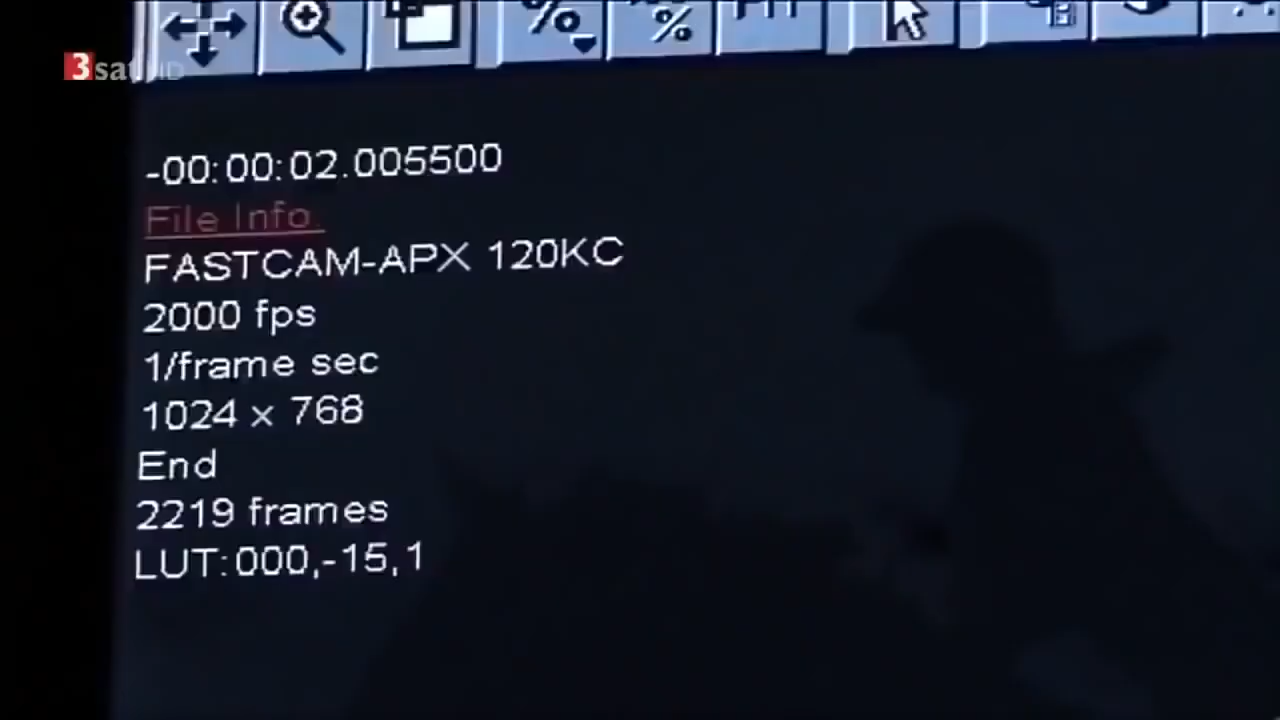 3sat HD
-00:00:02.005500
File Info.
FASTCAM-APX 120KC
2000 fps
1/frame sec
1024 x 768
End
2219 frames
LUT:000,-15,1